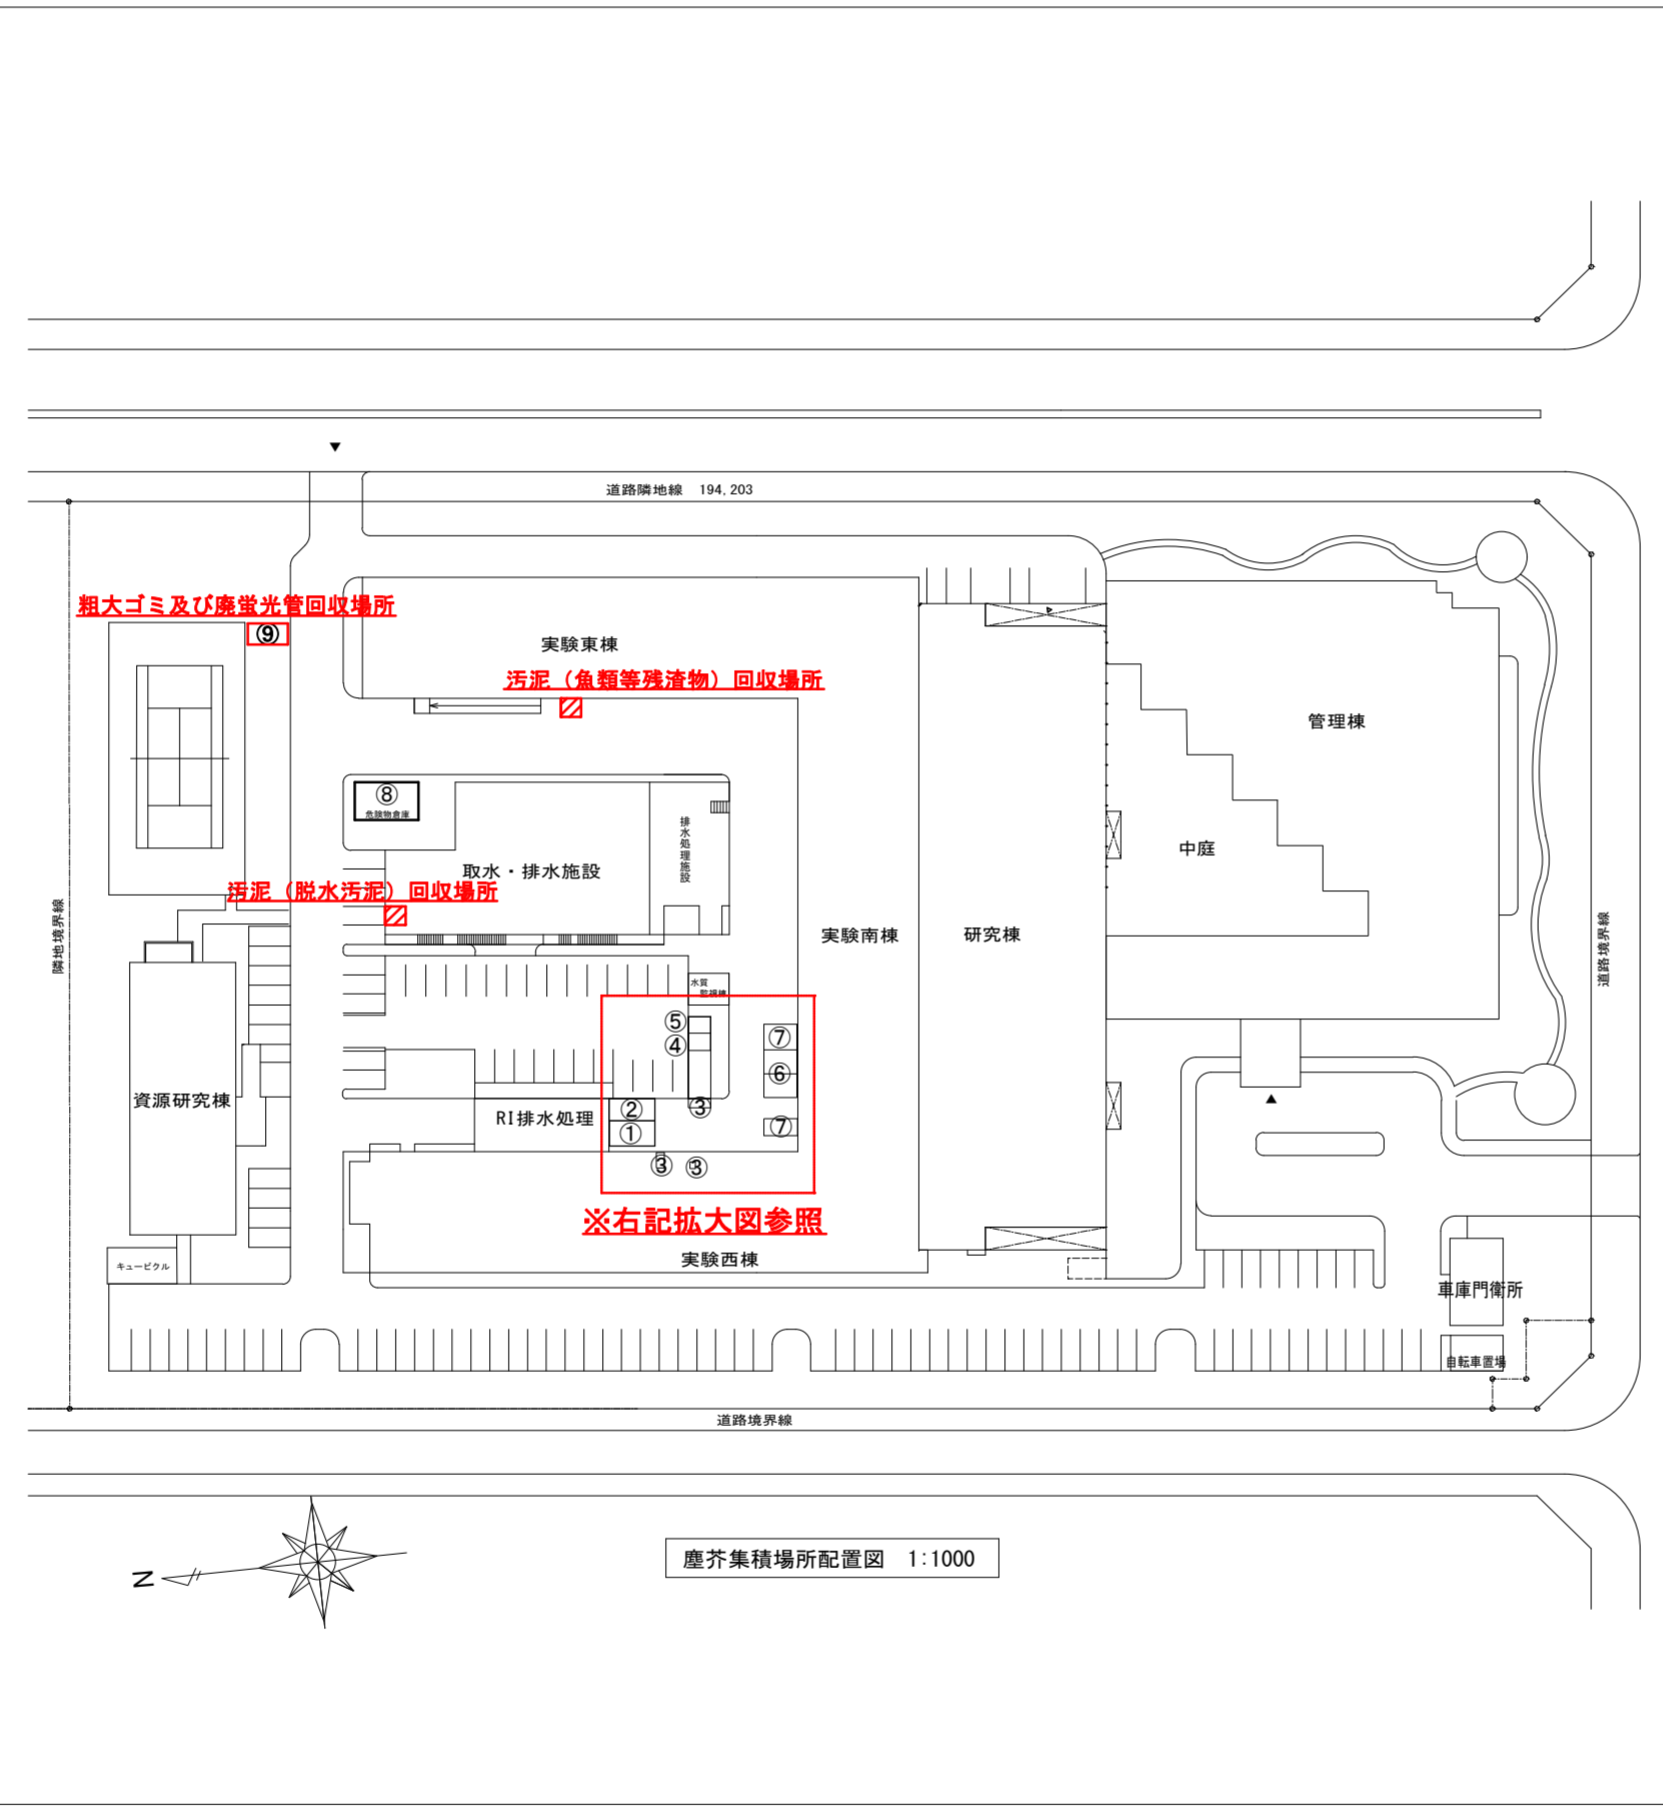 道路隣地線　194,203
粗大ゴミ及び廃蛍光管回収場所
⑨
実験東棟
汚泥（魚類等残渣物）回収場所
管理棟
⑧
危険物倉庫
排水処理施設
中庭
取水・排水施設
汚泥（脱水汚泥）回収場所
隣地境界線
実験南棟
研究棟
道路境界線
水質
監視棟
⑤
④
⑦
⑥
資源研究棟
RI排水処理
②
①
③
⑦
③
③
※右記拡大図参照
実験西棟
キュービクル
車庫門衛所
自転車置場
道路境界線
N
塵芥集積場所配置図　1:1000